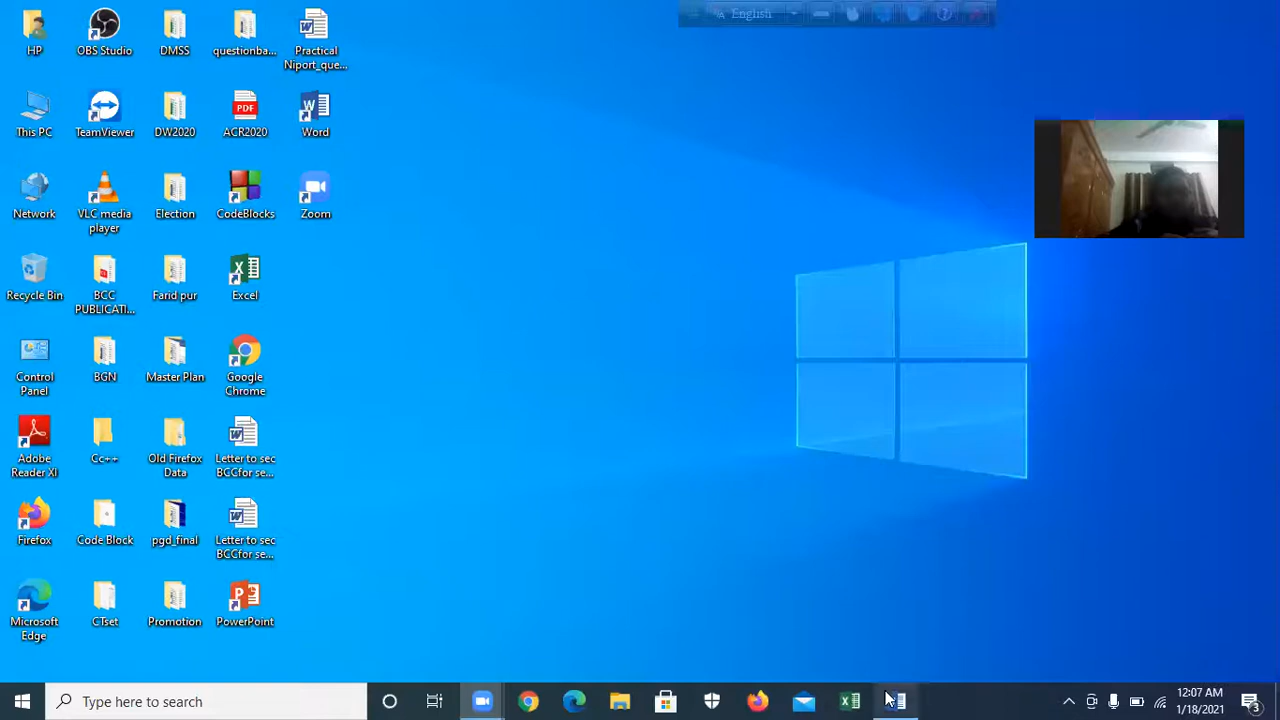 English
HP
OBS Studio
DMSS
questionba...
Practical
Niport_que...
This PC
TeamViewer
DW2020
PDF
ACR2020
Word
Network
VLC media
player
Election
CodeBlocks
Zoom
Recycle Bin
BCC
PUBLICATI...
Farid pur
Excel
Control
Panel
BGN
Master Plan
Google
Chrome
Adobe
Reader XI
Cc++
Old Firefox
Data
Letter to sec
BCCfor se...
Firefox
Code Block
pgd_final
Letter to sec
BCCfor se...
Microsoft
Edge
CTset
Promotion
PowerPoint
Type here to search
12:07 AM
1/18/2021
3